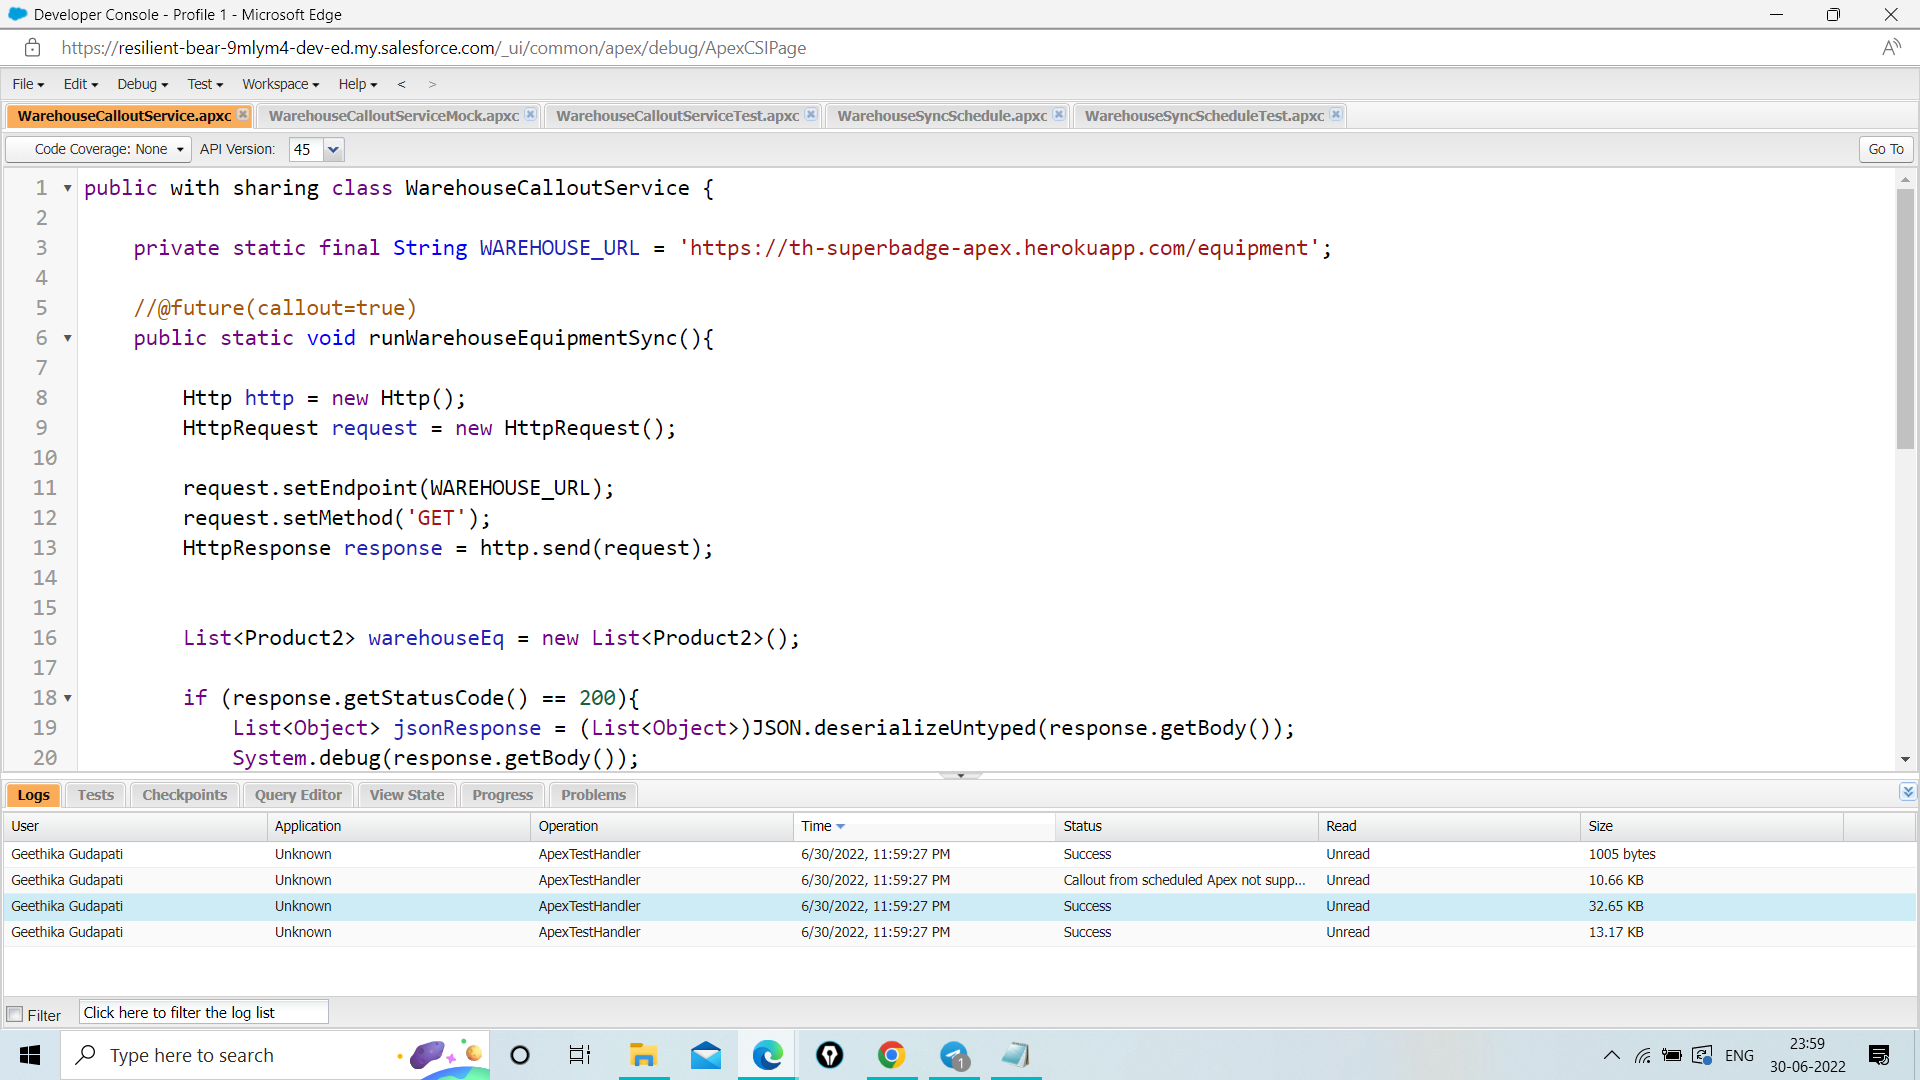 Developer Console - Profile 1 - Microsoft Edge
https://resilient-bear-9mlym4-dev-ed.my.salesforce.com/_ui/common/apex/debug/ApexCSIPage
File Edit Debug Test Workspace Help < >
WarehouseCalloutService.apxc WarehouseCalloutServiceMock.apxc WarehouseCalloutServiceTest.apxc WarehouseSyncSchedule.apxc WarehouseSyncScheduleTest.apxc
Code Coverage: None API Version: 45 Go To
1 public with sharing class WarehouseCalloutService {
2
3 private static final String WAREHOUSE_URL = 'https://th-superbadge-apex.herokuapp.com/equipment';
4
5 //@future(callout=true)
6 public static void runWarehouseEquipmentSync(){
7
8 Http http = new Http();
9 HttpRequest request = new HttpRequest();
10
11 request.setEndpoint(WAREHOUSE_URL);
12 request.setMethod('GET');
13 HttpResponse response = http.send(request);
14
15
16 List<Product2> warehouseEq = new List<Product2>();
17
18 if (response.getStatusCode() == 200){
19 List<Object> jsonResponse = (List<Object>)JSON.deserializeUntyped(response.getBody());
20 System.debug(response.getBody());
Logs Tests Checkpoints Query Editor View State Progress Problems
User Application Operation Time Status Read Size
Geethika Gudapati Unknown ApexTestHandler 6/30/2022, 11:59:27 PM Success Unread 1005 bytes
Geethika Gudapati Unknown ApexTestHandler 6/30/2022, 11:59:27 PM Callout from scheduled Apex not supp... Unread 10.66 KB
Geethika Gudapati Unknown ApexTestHandler 6/30/2022, 11:59:27 PM Success Unread 32.65 KB
Geethika Gudapati Unknown ApexTestHandler 6/30/2022, 11:59:27 PM Success Unread 13.17 KB
Filter Click here to filter the log list
Type here to search 1 ENG 23:59
30-06-2022